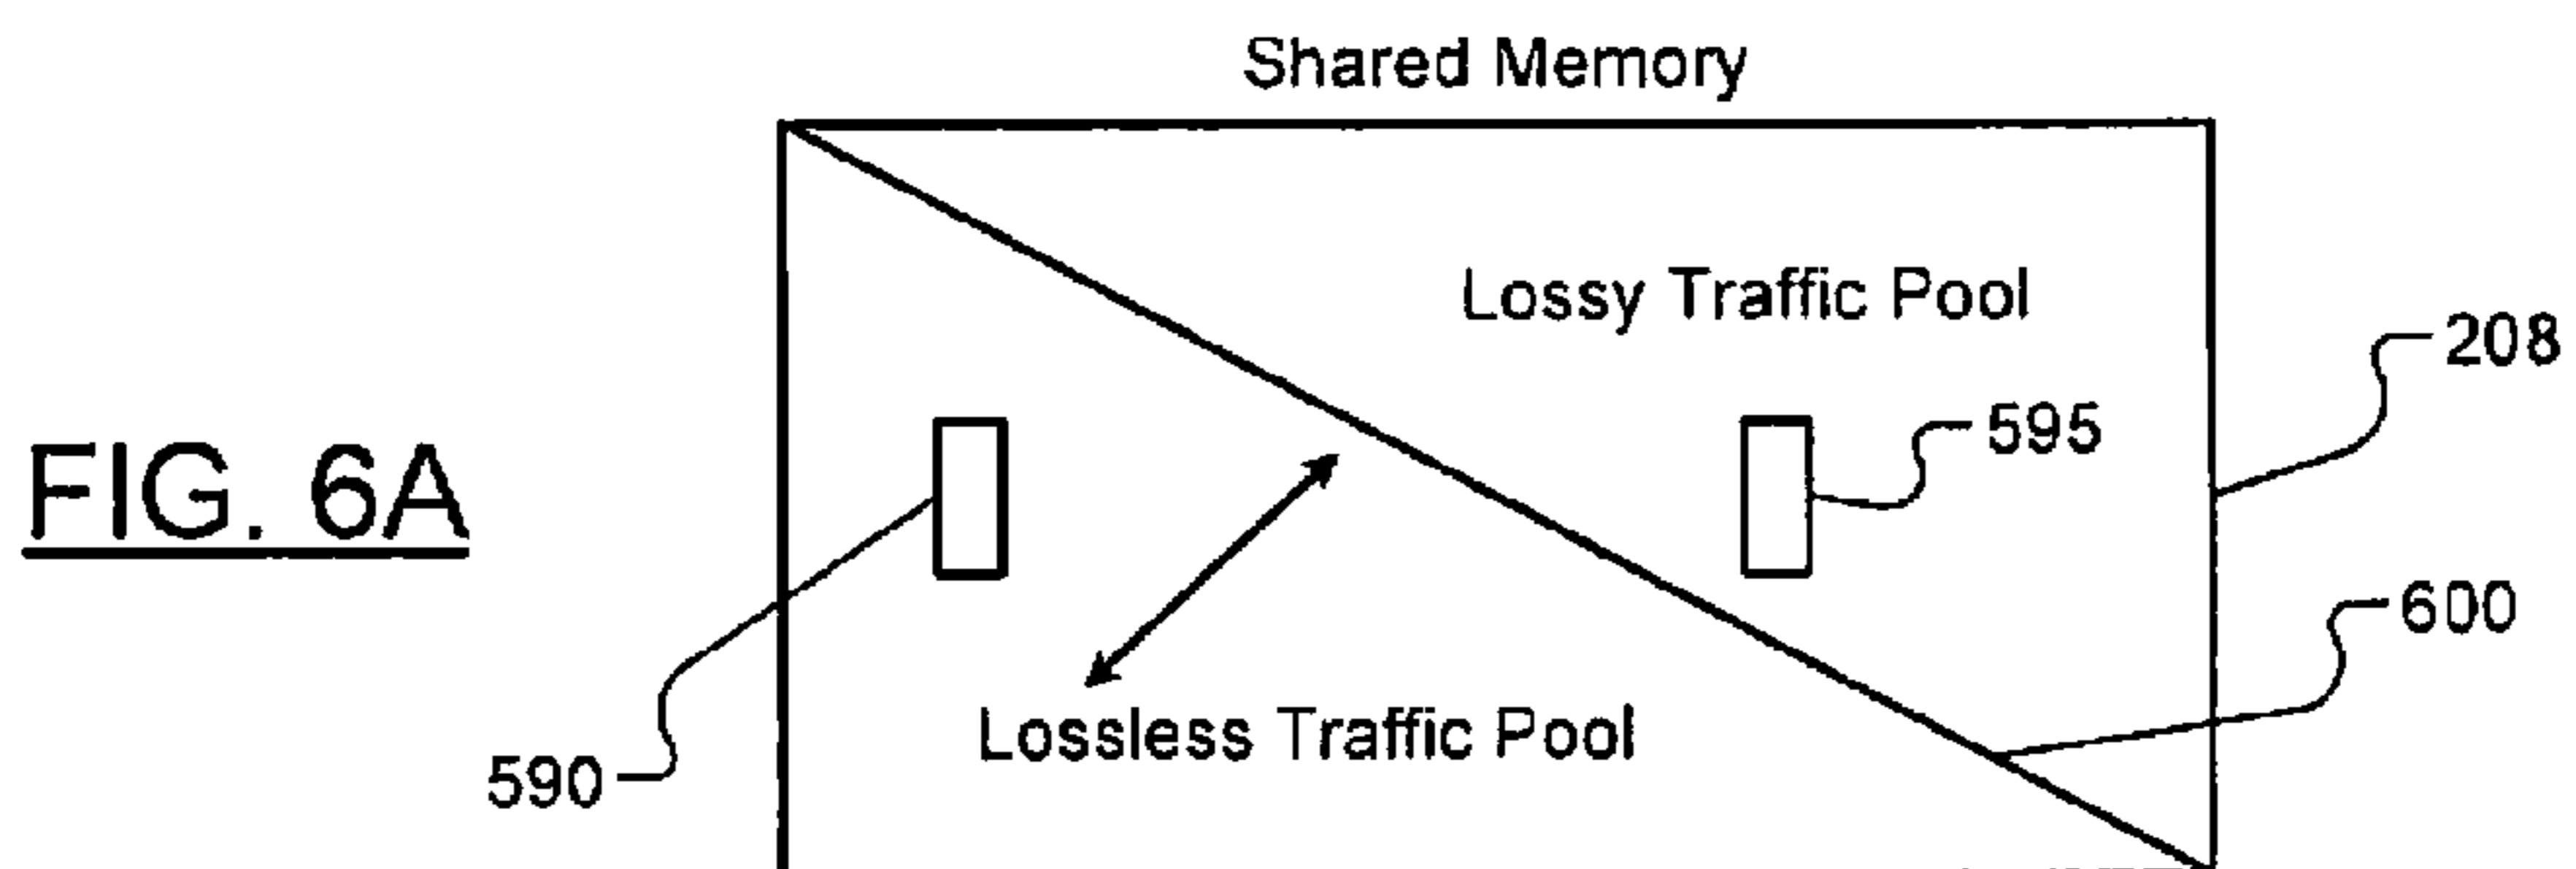 Shared Memory
Lossy Traffic Pool
208
595
FIG. 6A
600
Lossless Traffic Pool
590